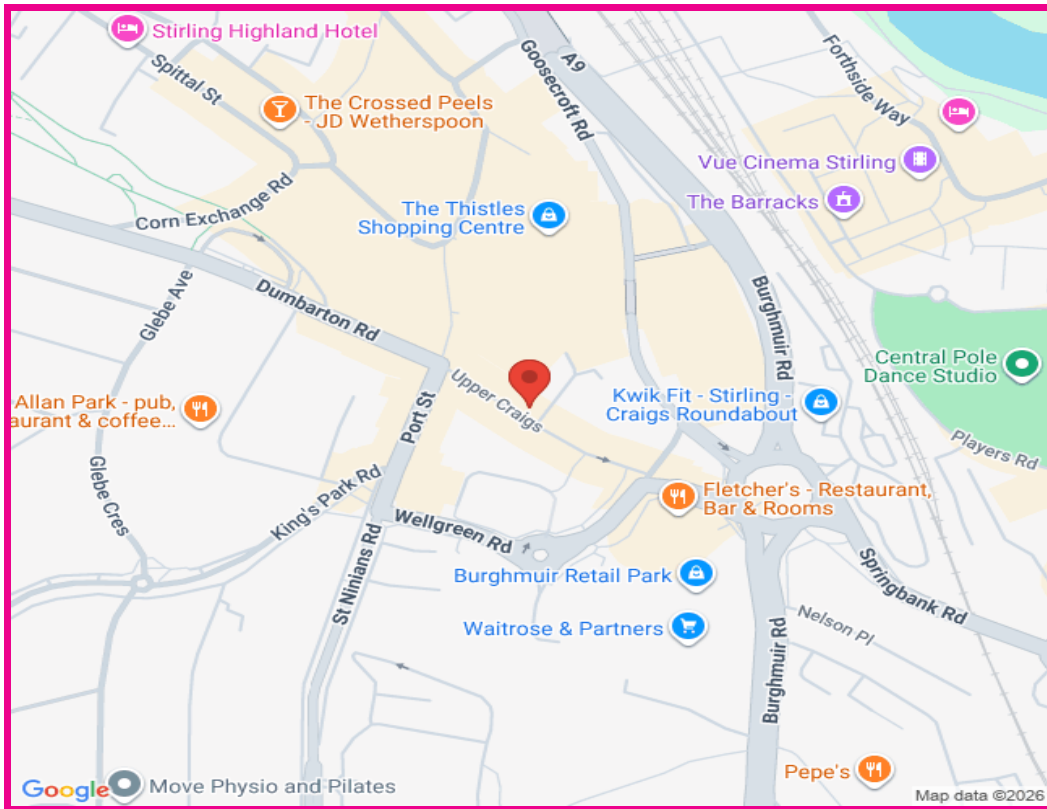 Stirling Highland Hotel
Spittal St
The Crossed Peels
- JD Wetherspoon
Goosecroft Rd
A9
Forthside Way
Vue Cinema Stirling
The Barracks
Corn Exchange Rd
The Thistles
Shopping Centre
Glebe Ave
Dumbarton Rd
Burghmuir Rd
Central Pole
Dance Studio
Upper Craigs
Port St
Kwik Fit - Stirling -
Craigs Roundabout
Allan Park - pub,
aurant & coffee...
Players Rd
Glebe Cres
King's Park Rd
Fletcher's - Restaurant,
Bar & Rooms
Wellgreen Rd
St Ninians Rd
Burghmuir Retail Park
Springbank Rd
Waitrose & Partners
Nelson Pl
Burghmuir Rd
Pepe's
Google
Move Physio and Pilates
Map data ©2026